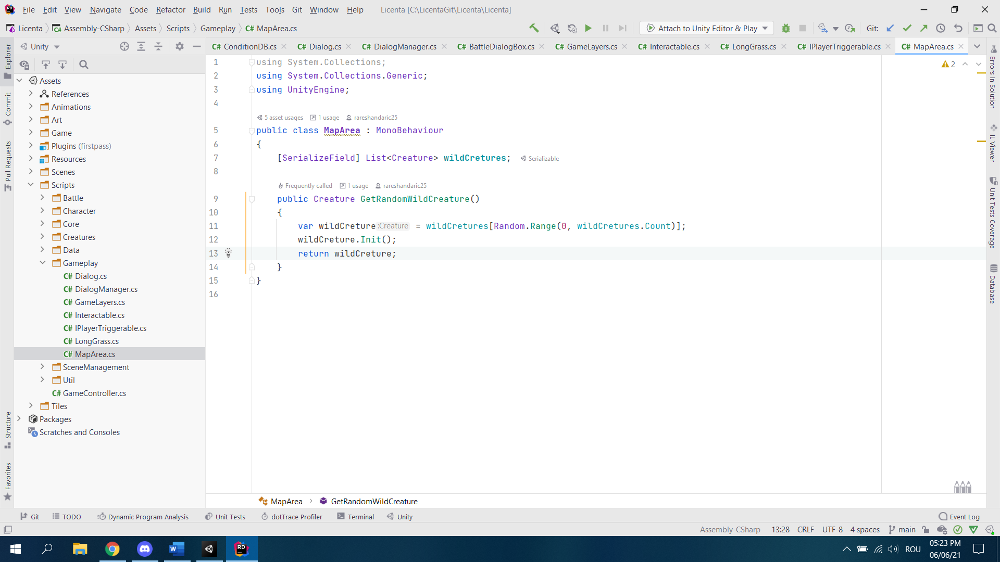 File Edit View Navigate Code Refactor Build Run Tests Tools Git Window Help Licenta [C:\LicentaGit\Licenta\Licenta]
Licenta Assembly-CSharp Assets Scripts Gameplay C# MapArea.cs Attach to Unity Editor & Play Git:
Unity
C# ConditionDB.cs C# Dialog.cs C# DialogManager.cs C# BattleDialogBox.cs C# GameLayers.cs C# Interactable.cs C# LongGrass.cs C# IPlayerTriggerable.cs C# MapArea.cs
Explorer
Commit
Pull Requests
Structure
Favorites
Assets
References
Animations
Art
Game
Plugins (firstpass)
Resources
Scenes
Scripts
Battle
Character
Core
Creatures
Data
Gameplay
C# Dialog.cs
C# DialogManager.cs
C# GameLayers.cs
C# Interactable.cs
C# IPlayerTriggerable.cs
C# LongGrass.cs
C# MapArea.cs
SceneManagement
Util
C# GameController.cs
Tiles
Packages
Scratches and Consoles
1 using System.Collections;
2 using System.Collections.Generic;
3 using UnityEngine;
4
5 asset usages 1 usage rareshandaric25
5 public class MapArea : MonoBehaviour
6 {
7 [SerializeField] List<Creature> wildCretures; Serializable
8
Frequently called 1 usage rareshandaric25
9 public Creature GetRandomWildCreature()
10 {
11 var wildCreture :Creature = wildCretures[Random.Range(0, wildCretures.Count)];
12 wildCreture.Init();
13 return wildCreture;
14 }
15 }
16
2
Errors In Solution
IL Viewer
Unit Tests Coverage
Database
MapArea GetRandomWildCreature
Git TODO Dynamic Program Analysis Unit Tests dotTrace Profiler Terminal Unity Event Log
Assembly-CSharp 13:28 CRLF UTF-8 4 spaces main
ROU 05:23 PM
06/06/21